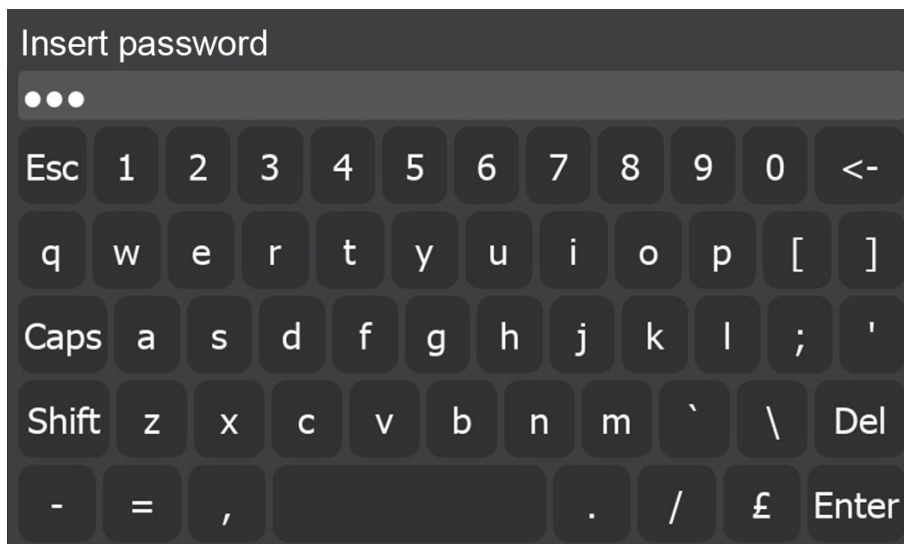 Insert password
●●●
Esc 1 2 3 4 5 6 7 8 9 0 <-
q w e r t y u i o p [ ]
Caps a s d f g h j k l ; '
Shift z x c v b n m ` \ Del
- = , . / £ Enter